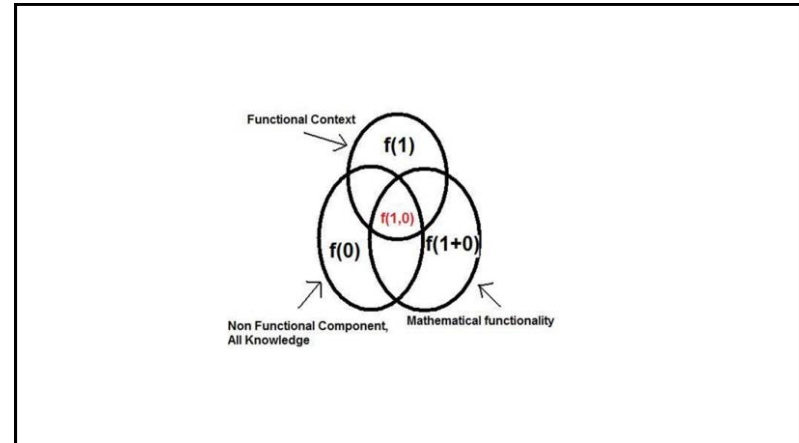 Functional Context
f(1)
f(1,0)
f(0)
f(1+0)
Non Functional Component,
All Knowledge
Mathematical functionality